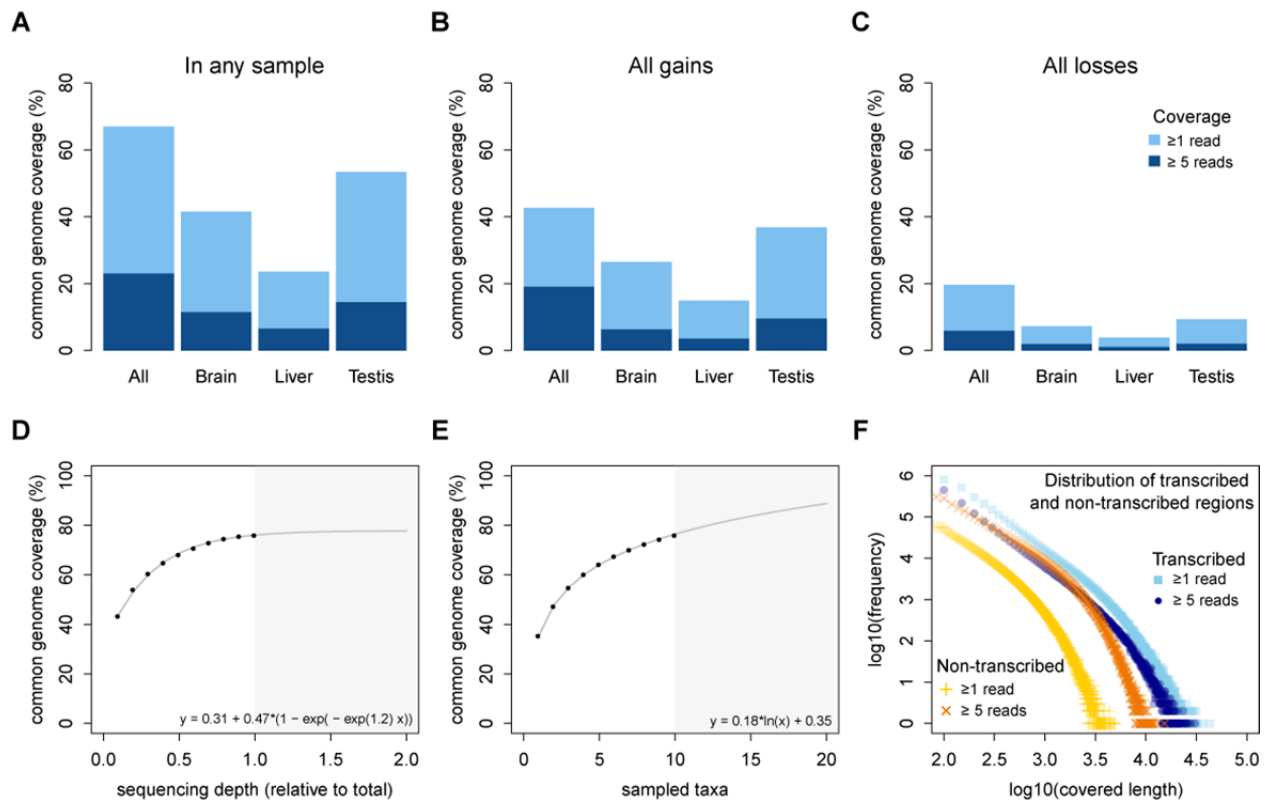 A
In any sample
common genome coverage (%)
80
60
40
20
0
All Brain Liver Testis
B
All gains
common genome coverage (%)
80
60
40
20
0
All Brain Liver Testis
C
All losses
common genome coverage (%)
80
60
40
20
0
Coverage
≥1 read
≥ 5 reads
All Brain Liver Testis
D
common genome coverage (%)
100
80
60
40
20
0
y = 0.31 + 0.47*(1 − exp( − exp(1.2) x))
0.0 0.5 1.0 1.5 2.0
sequencing depth (relative to total)
E
common genome coverage (%)
100
80
60
40
20
0
y = 0.18*ln(x) + 0.35
0 5 10 15 20
sampled taxa
F
log10(frequency)
6
5
4
3
2
1
0
Distribution of transcribed
and non-transcribed regions
Transcribed
≥1 read
≥ 5 reads
Non-transcribed
≥1 read
≥ 5 reads
2.0 2.5 3.0 3.5 4.0 4.5 5.0
log10(covered length)